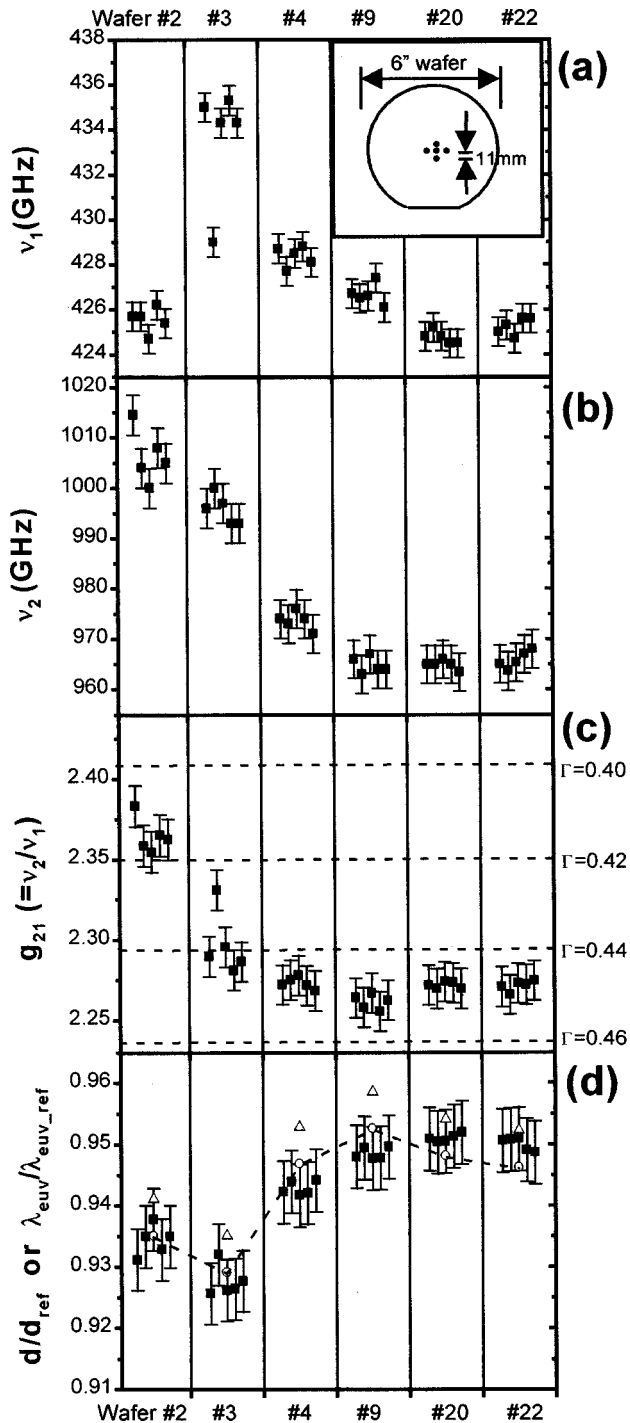 Wafer #2 #3 #4 #9 #20 #22
438
436
434
432
430
428
426
424
ν1(GHz)
(a)
6” wafer
11mm
1020
1010
1000
990
980
970
960
ν2(GHz)
(b)
2.40
2.35
2.30
2.25
g21 (=ν2/ν1)
(c)
Γ=0.40
Γ=0.42
Γ=0.44
Γ=0.46
0.96
0.95
0.94
0.93
0.92
0.91
d/dref or λeuv/λeuv_ref
(d)
Wafer #2 #3 #4 #9 #20 #22